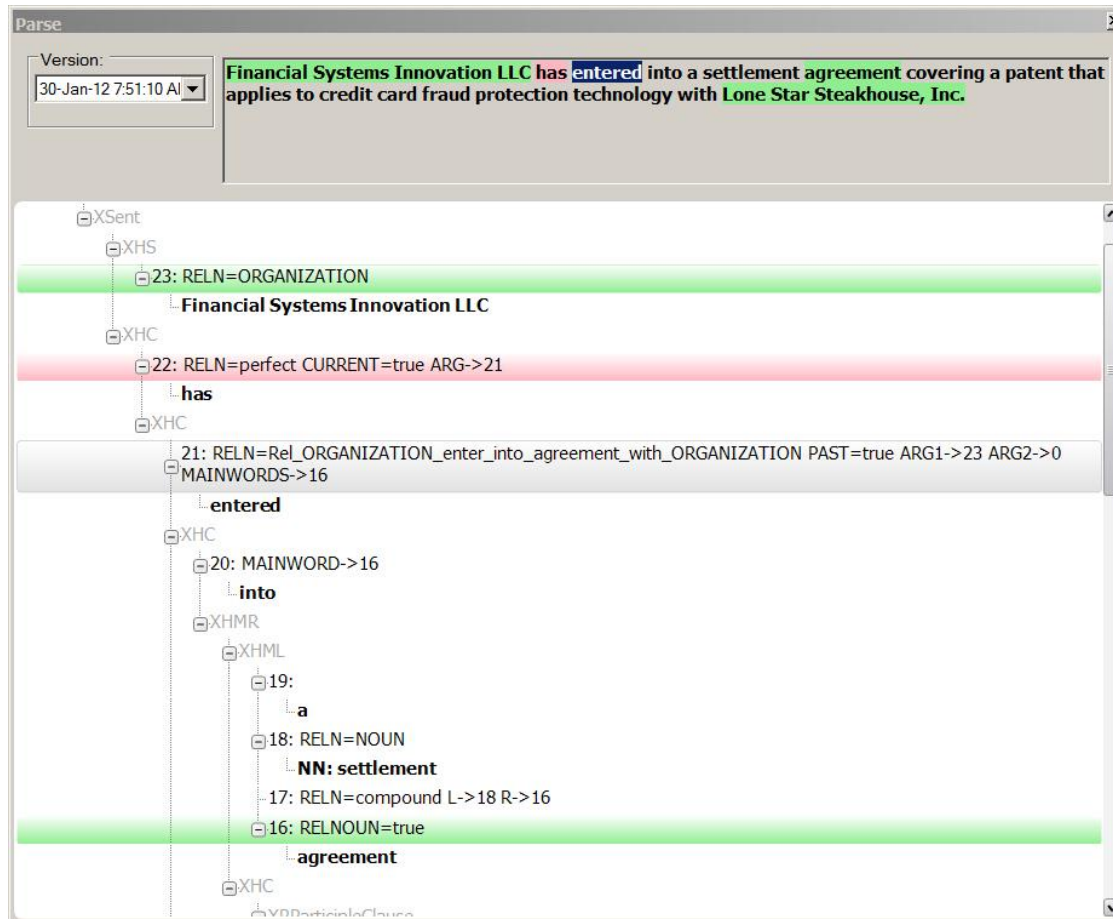 Parse
Version:
30-Jan-12 7:51:10 Al
Financial Systems Innovation LLC has entered into a settlement agreement covering a patent that
applies to credit card fraud protection technology with Lone Star Steakhouse, Inc.
XSent
XHS
23: RELN=ORGANIZATION
Financial Systems Innovation LLC
XHC
22: RELN=perfect CURRENT=true ARG->21
has
XHC
21: RELN=Rel_ORGANIZATION_enter_into_agreement_with_ORGANIZATION PAST=true ARG1->23 ARG2->0
MAINWORDS->16
entered
XHC
20: MAINWORD->16
into
XHMR
XHML
19:
a
18: RELN=NOUN
NN: settlement
17: RELN=compound L->18 R->16
16: RELNOUN=true
agreement
XHC